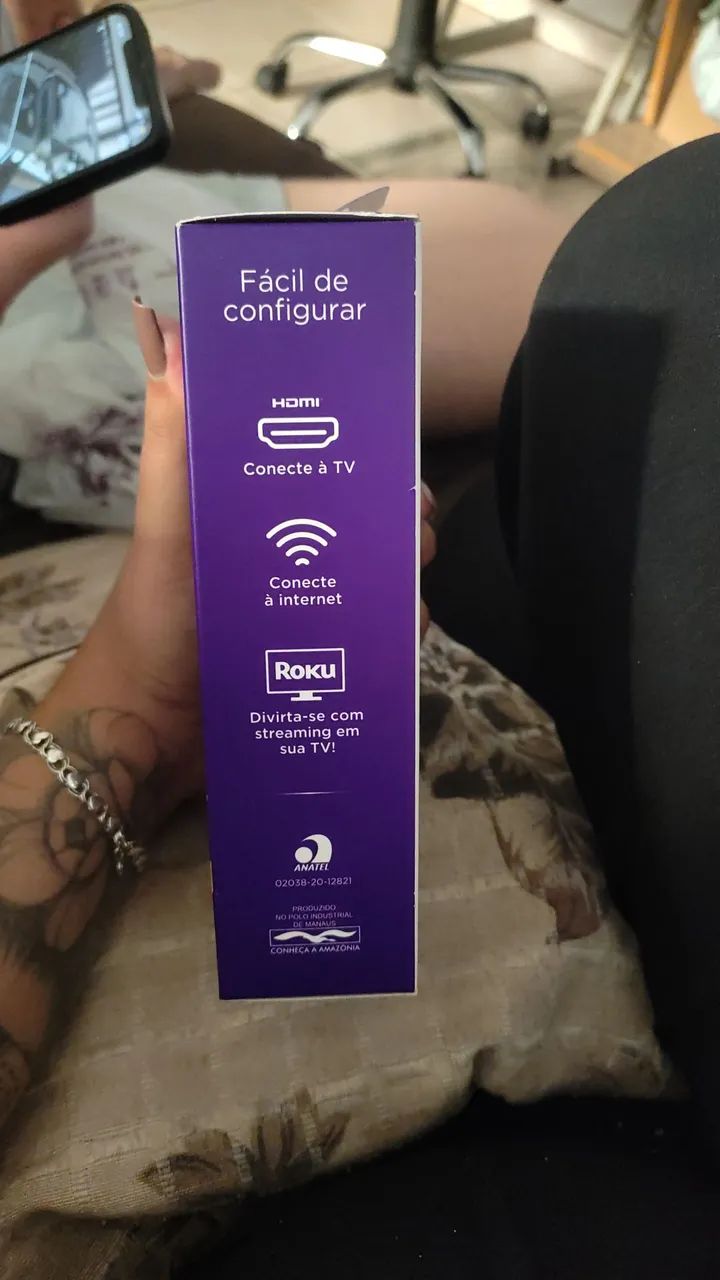 Fácil de
configurar
HDMI
Conecte à TV
Conecte
à internet
Roku
Divirta-se com
streaming em
sua TV!
ANATEL
02038-20-12821
PRODUZIDO
NO POLO INDUSTRIAL
DE MANAUS
CONHEÇA A AMAZÔNIA